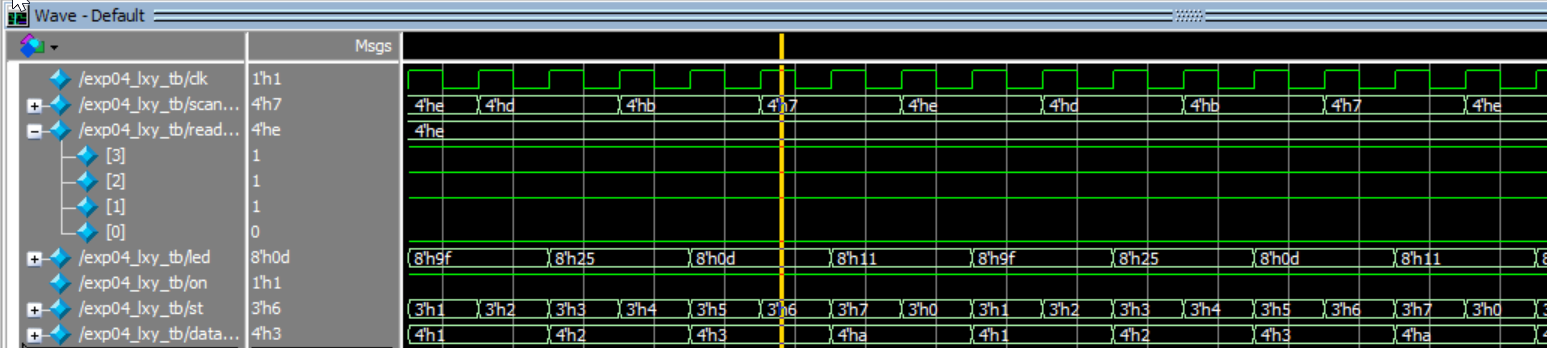 Wave - Default
Msgs
/exp04_lxy_tb/clk 1'h1
/exp04_lxy_tb/scan... 4'h7 4'he 4'hd 4'hb 4'h7 4'he 4'hd 4'hb 4'h7 4'he
/exp04_lxy_tb/read... 4'he 4'he
[3] 1
[2] 1
[1] 1
[0] 0
/exp04_lxy_tb/led 8'h0d 8'h9f 8'h25 8'h0d 8'h11 8'h9f 8'h25 8'h0d 8'h11 8
/exp04_lxy_tb/on 1'h1
/exp04_lxy_tb/st 3'h6 3'h1 3'h2 3'h3 3'h4 3'h5 3'h6 3'h7 3'h0 3'h1 3'h2 3'h3 3'h4 3'h5 3'h6 3'h7 3'h0 3
/exp04_lxy_tb/data... 4'h3 4'h1 4'h2 4'h3 4'ha 4'h1 4'h2 4'h3 4'ha 4